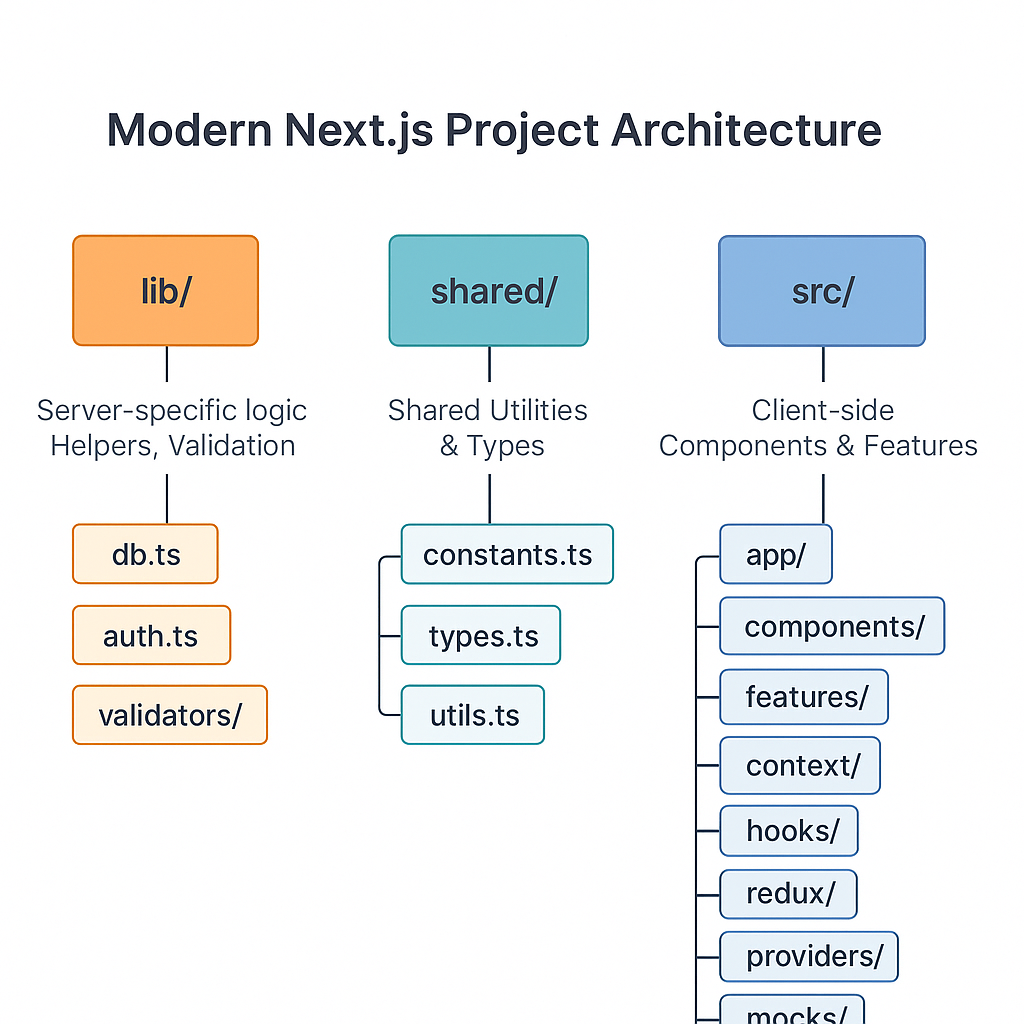 Modern Next.js Project Architecture
lib/
Server-specific logic
Helpers, Validation
db.ts
auth.ts
validators/
shared/
Shared Utilities
& Types
constants.ts
types.ts
utils.ts
src/
Client-side
Components & Features
app/
components/
features/
context/
hooks/
redux/
providers/
mocks/